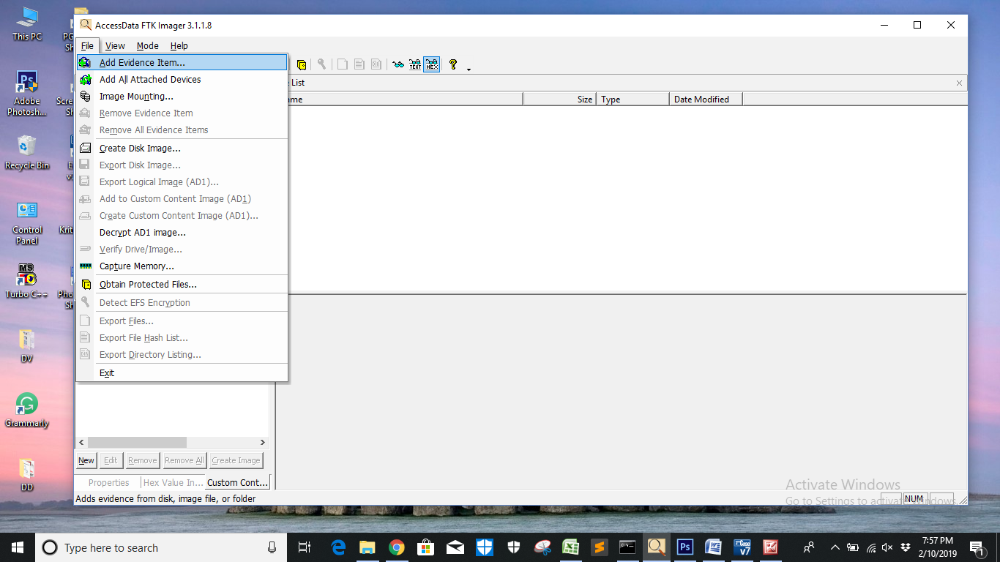 This PC
PG
Sh
Adobe
Photosh...
Scre
Sh
Recycle Bin
E
v
Control
Panel
Krit
MS
Turbo C++
Pho
Sh
DV
Grammarly
DD
AccessData FTK Imager 3.1.1.8
File View Mode Help
TEXT HEX
Add Evidence Item...
Add All Attached Devices
Image Mounting...
Remove Evidence Item
Remove All Evidence Items
Create Disk Image...
Export Disk Image...
Export Logical Image (AD1)...
Add to Custom Content Image (AD1)
Create Custom Content Image (AD1)...
Decrypt AD1 image...
Verify Drive/Image...
Capture Memory...
Obtain Protected Files...
Detect EFS Encryption
Export Files...
Export File Hash List...
DIR Export Directory Listing...
Exit
List
me Size Type Date Modified
New Edit Remove Remove All Create Image
Properties Hex Value In... Custom Cont...
Adds evidence from disk, image file, or folder
NUM
Activate Windows
Go to Settings to activate Windows.
Type here to search
Ps
v7
7:57 PM
2/10/2019
1